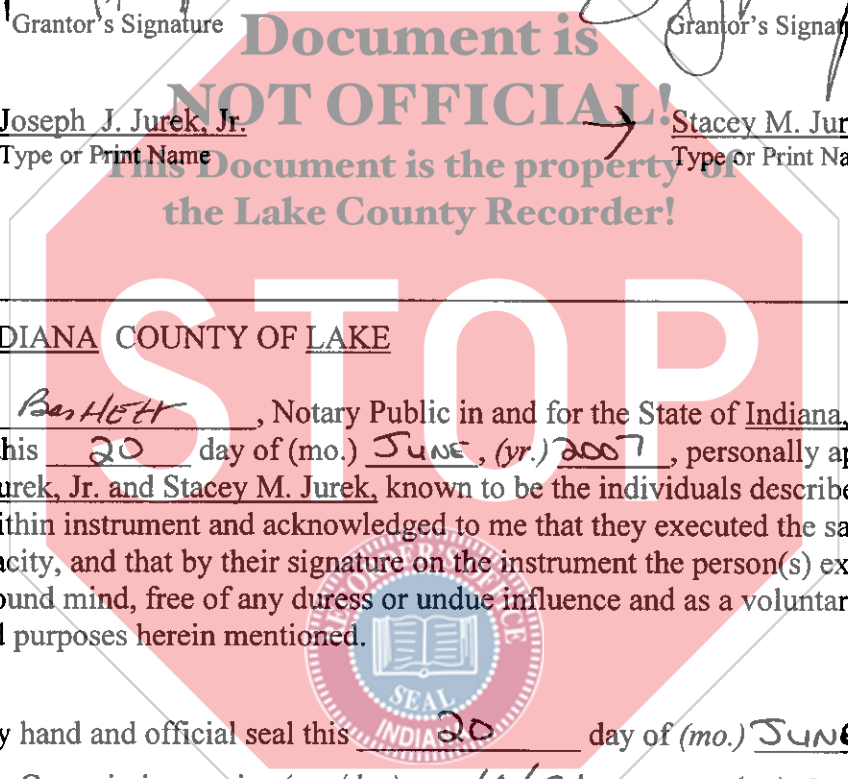 Grantor's Signature
Grantor's Signat
Document is
NOT OFFICIAL!
Joseph J. Jurek, Jr.
Stacey M. Jur
Type or Print Name
Type or Print Na
This Document is the property of
the Lake County Recorder!
STOP
DIANA COUNTY OF LAKE
, Notary Public in and for the State of Indiana,
his 20 day of (mo.) JUNE, (yr.) 2007, personally ap
urek, Jr. and Stacey M. Jurek, known to be the individuals describe
ithin instrument and acknowledged to me that they executed the sa
acity, and that by their signature on the instrument the person(s) ex
ound mind, free of any duress or undue influence and as a voluntar
d purposes herein mentioned.
RECORDER'S OFFICE
SEAL
INDIANA
y hand and official seal this 20 day of (mo.) JUNE